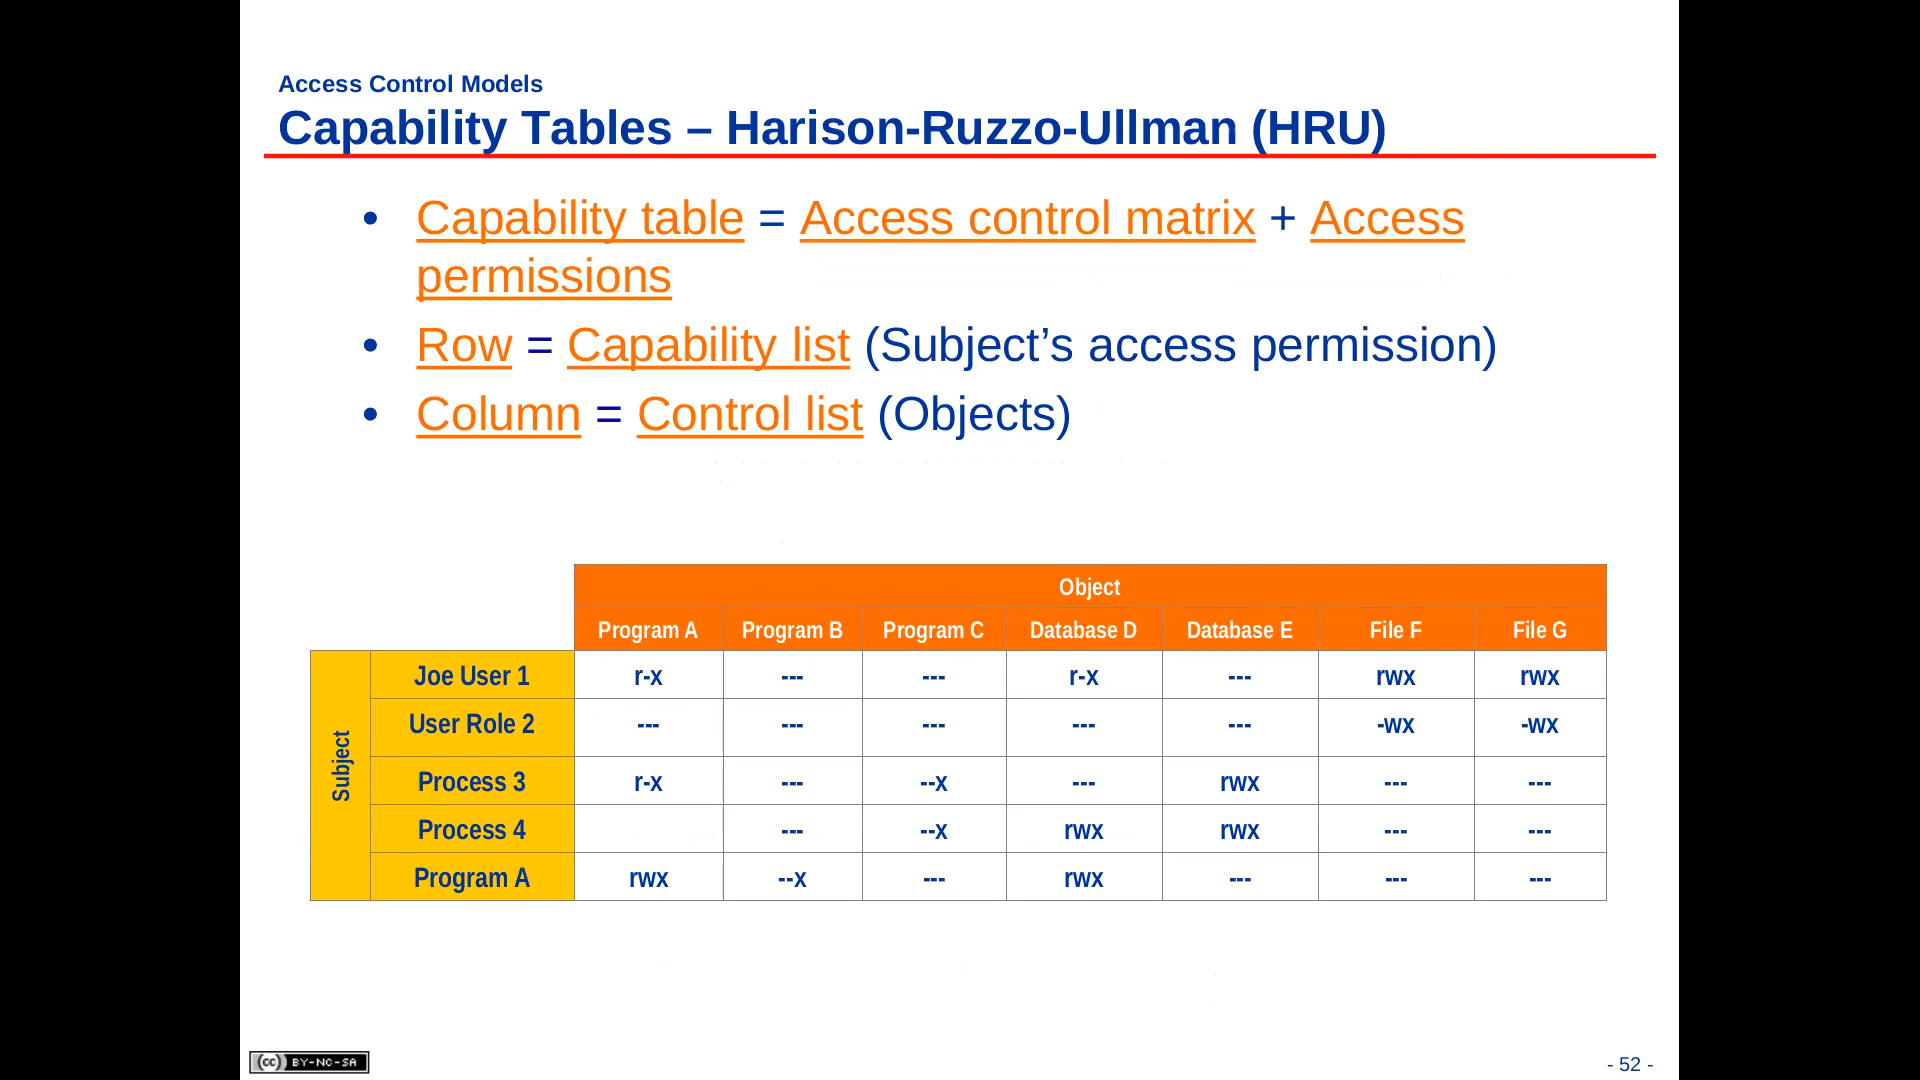 Access Control Models
Capability Tables – Harison-Ruzzo-Ullman (HRU)
• Capability table = Access control matrix + Access
permissions
• Row = Capability list (Subject’s access permission)
• Column = Control list (Objects)
Object
Program A Program B Program C Database D Database E File F File G
Subject
Joe User 1 r-x --- --- r-x --- rwx rwx
User Role 2 --- --- --- --- --- -wx -wx
Process 3 r-x --- --x --- rwx --- ---
Process 4 --- --x rwx rwx --- ---
Program A rwx --x --- rwx --- --- ---
(cc) BY-NC-SA
- 52 -